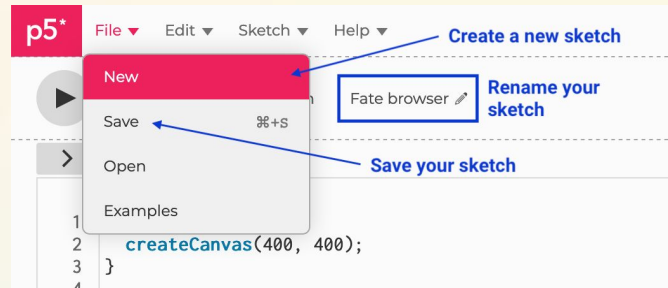 p5* File ▼ Edit ▼ Sketch ▼ Help ▼
Create a new sketch
New
Fate browser
Rename your
sketch
Save ⌘+S
Open
Save your sketch
Examples
1
2 createCanvas(400, 400);
3 }